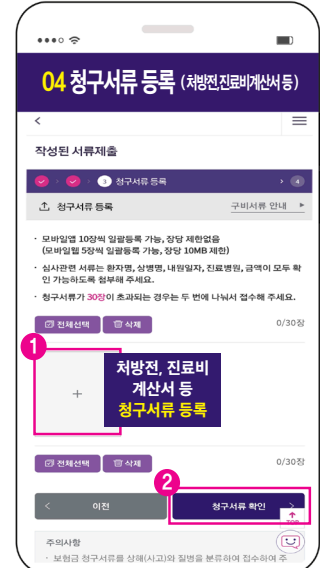 04 청구서류 등록 (처방전,진료비계산서 등)
작성된 서류제출
3 청구서류 등록
4
청구서류 등록
구비서류 안내
· 모바일앱 10장씩 일괄등록 가능, 장당 제한없음
(모바일웹 5장씩 일괄등록 가능, 장당 10MB 제한)
· 심사관련 서류는 환자명, 상병명, 내원일자, 진료병원, 금액이 모두 확
인 가능하도록 첨부해 주세요.
· 청구서류가 30장이 초과되는 경우는 두 번에 나눠서 접수해 주세요.
전체선택
삭제
0/30장
1
+
처방전, 진료비
계산서 등
청구서류 등록
전체선택
삭제
0/30장
2
이전
청구서류 확인
TOP
주의사항
· 보험금 청구서류를 상해(사고)와 질병을 분류하여 접수하여 주